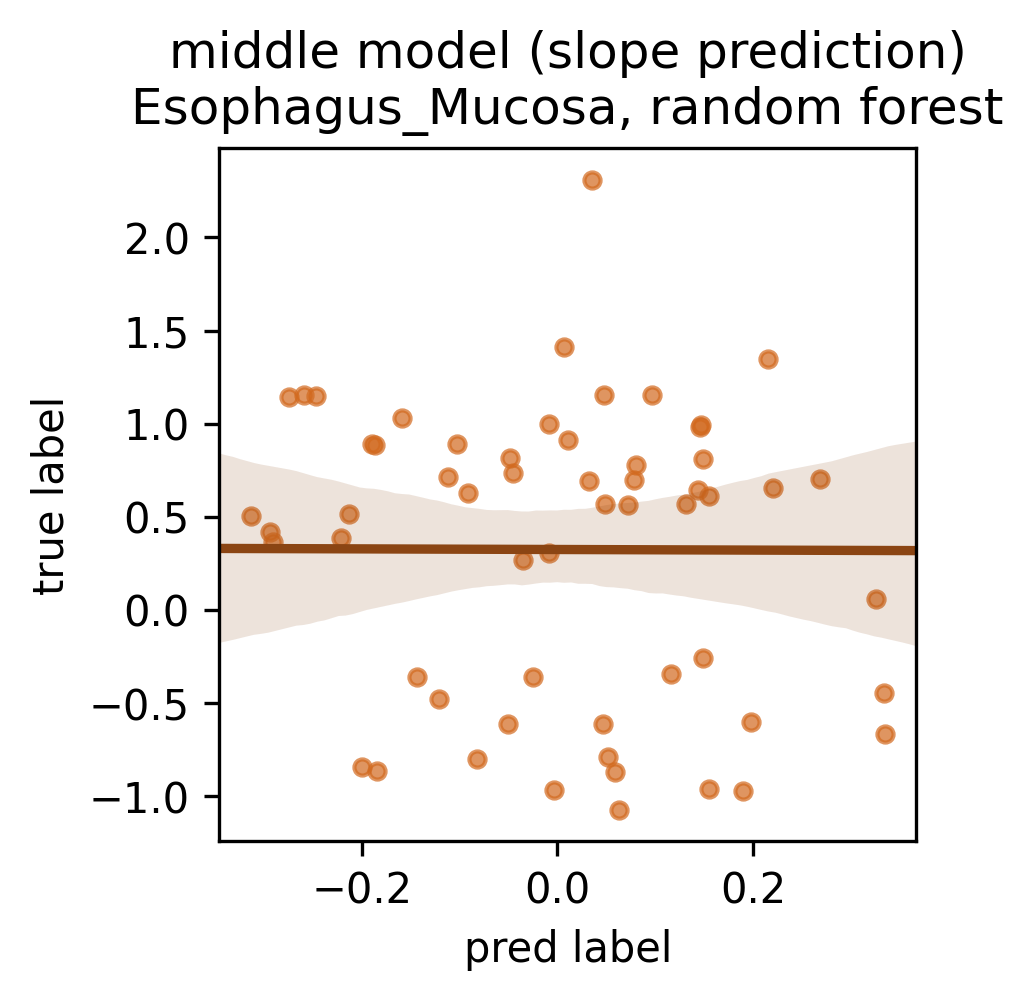 middle model (slope prediction)
Esophagus_Mucosa, random forest
2.0
1.5
1.0
0.5
0.0
−0.5
−1.0
true label
−0.2
0.0
0.2
pred label